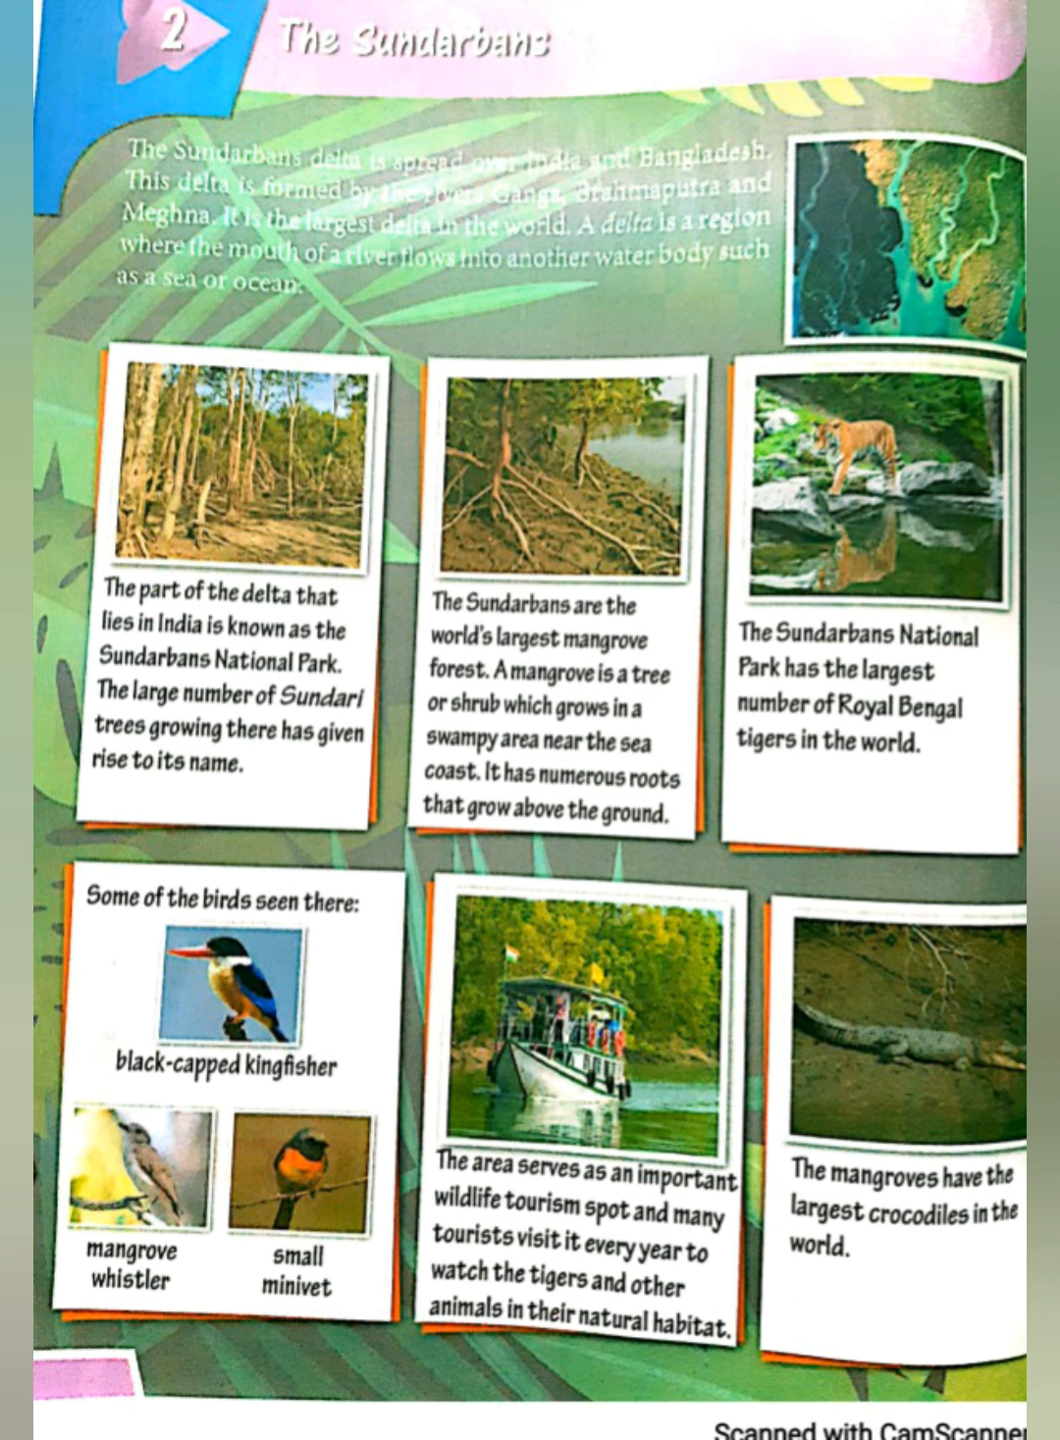 2
The Sundarbans
The Sundarbans delta is spread over India and Bangladesh.
This delta is formed by the rivers Ganga, Brahmaputra and
Meghna. It is the largest delta in the world. A delta is a region
where the mouth of a river flows into another water body such
as a sea or ocean.
The part of the delta that
lies in India is known as the
Sundarbans National Park.
The large number of Sundari
trees growing there has given
rise to its name.
The Sundarbans are the
world's largest mangrove
forest. A mangrove is a tree
or shrub which grows in a
swampy area near the sea
coast. It has numerous roots
that grow above the ground.
The Sundarbans National
Park has the largest
number of Royal Bengal
tigers in the world.
Some of the birds seen there:
black-capped kingfisher
mangrove
whistler
small
minivet
The area serves as an important
wildlife tourism spot and many
tourists visit it every year to
watch the tigers and other
animals in their natural habitat.
The mangroves have the
largest crocodiles in the
world.
Scanned with CamScanner